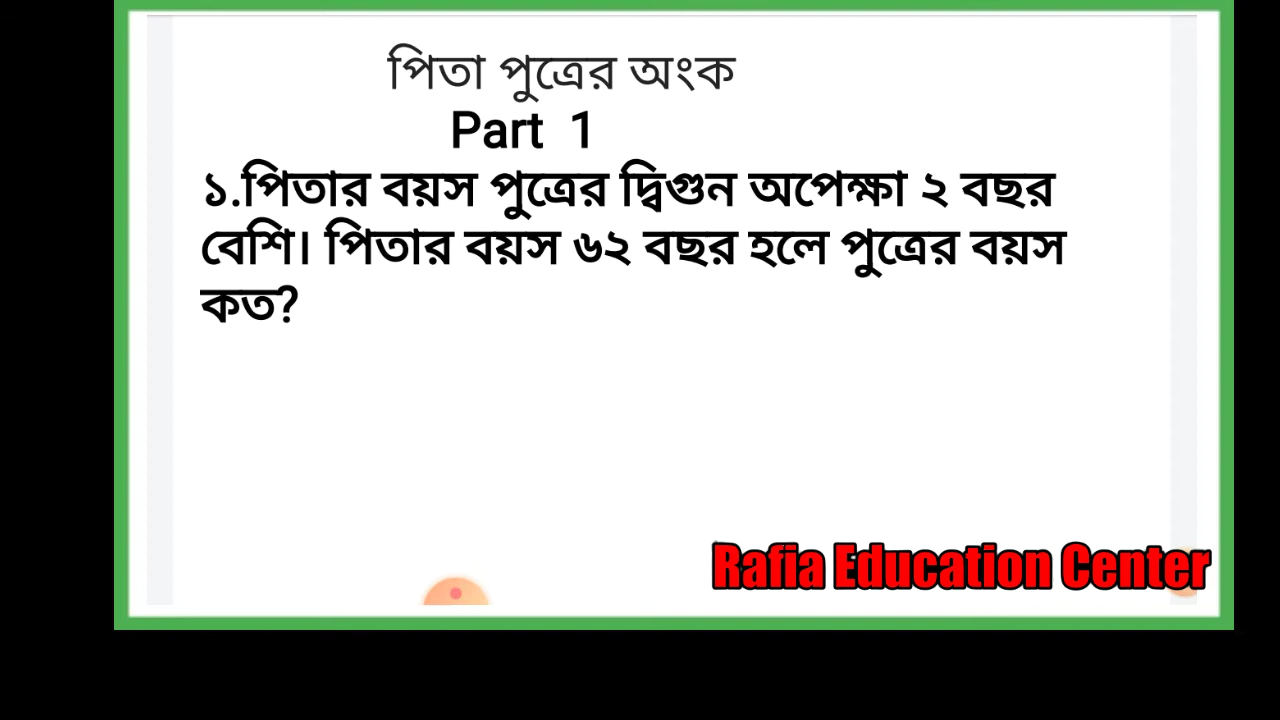 পিতা পুত্রের অংক
Part 1
১.পিতার বয়স পুত্রের দ্বিগুন অপেক্ষা ২ বছর
বেশি। পিতার বয়স ৬২ বছর হলে পুত্রের বয়স
কত?
Rafia Education Center